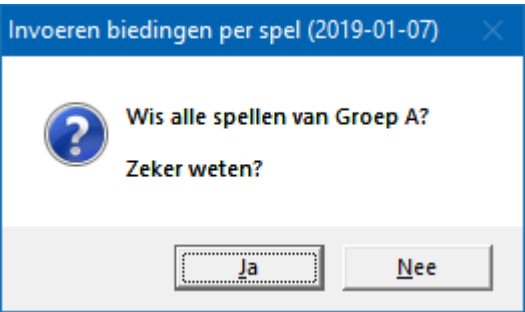 Invoeren biedingen per spel (2019-01-07)
Wis alle spellen van Groep A?
Zeker weten?
Ja
Nee